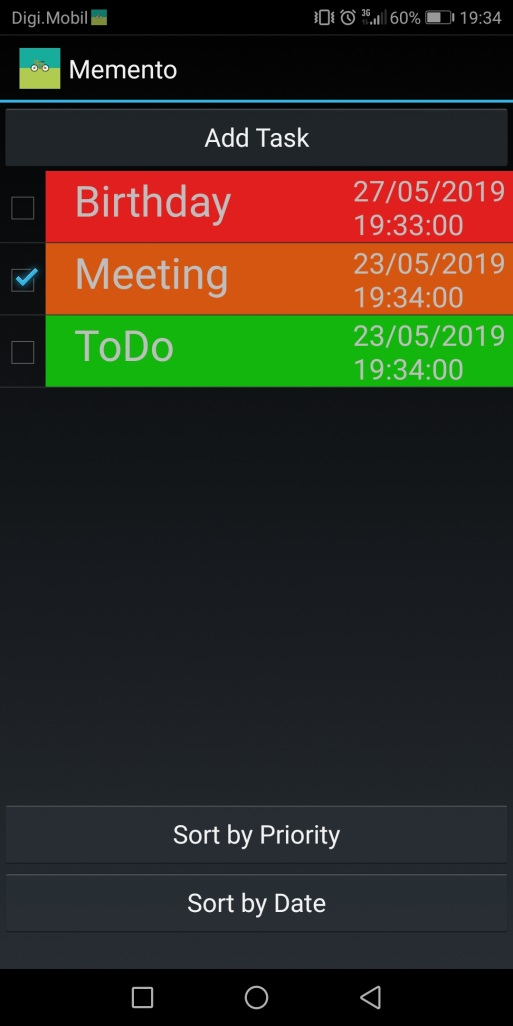 Digi.Mobil 3G 60% 19:34
Memento
Add Task
Birthday 27/05/2019
19:33:00
Meeting 23/05/2019
19:34:00
ToDo 23/05/2019
19:34:00
Sort by Priority
Sort by Date